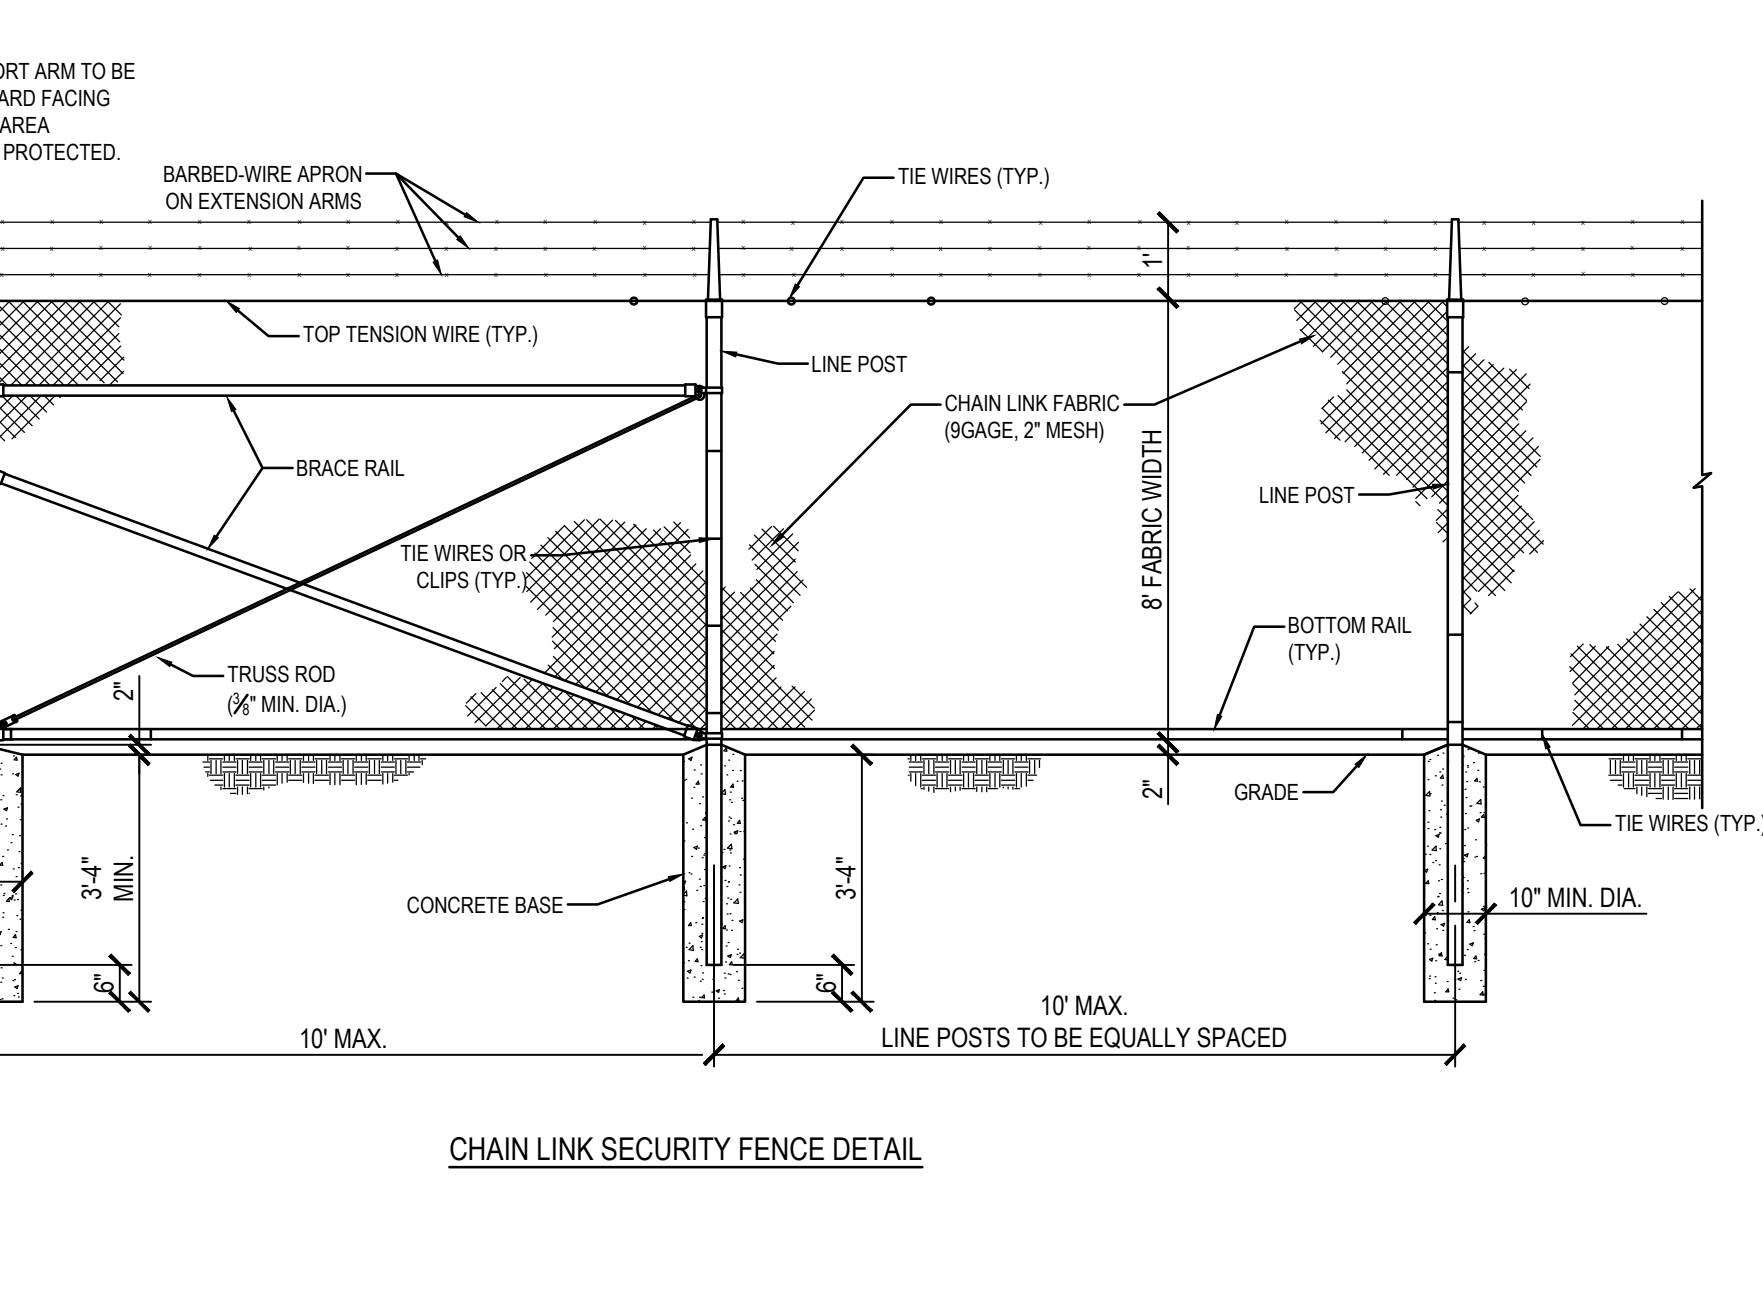 ORT ARM TO BE
ARD FACING
AREA
PROTECTED.
BARBED-WIRE APRON
ON EXTENSION ARMS
TIE WIRES (TYP.)
1'
TOP TENSION WIRE (TYP.)
LINE POST
CHAIN LINK FABRIC
(9GAGE, 2" MESH)
8' FABRIC WIDTH
BRACE RAIL
LINE POST
TIE WIRES OR
CLIPS (TYP.)
BOTTOM RAIL
(TYP.)
TRUSS ROD
(3/8" MIN. DIA.)
2"
2"
GRADE
TIE WIRES (TYP.)
3'-4"
MIN.
3'-4"
CONCRETE BASE
10" MIN. DIA.
6"
6"
10' MAX.
10' MAX.
LINE POSTS TO BE EQUALLY SPACED
CHAIN LINK SECURITY FENCE DETAIL